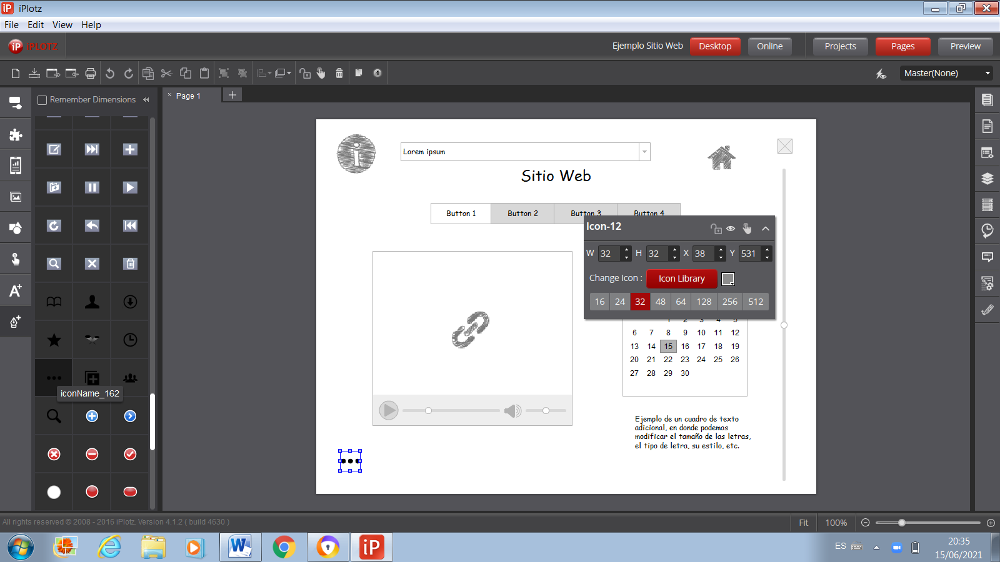 iPlotz
File Edit View Help
iP iPLOTZ
Ejemplo Sitio Web Desktop Online Projects Pages Preview
Master(None)
Remember Dimensions
Page 1
Lorem ipsum
Sitio Web
Button 1 Button 2 Button 3 Button 4
Icon-12
W 32 H 32 X 38 Y 531
Change Icon : Icon Library
16 24 32 48 64 128 256 512
1 2 3 4 5
6 7 8 9 10 11 12
13 14 15 16 17 18 19
20 21 22 23 24 25 26
27 28 29 30
iconName_162
Ejemplo de un cuadro de texto
adicional, en donde podemos
modificar el tamaño de las letras,
el tipo de letra, su estilo, etc.
All rights reserved © 2008 - 2016 iPlotz. Version 4.1.2 ( build 4630 )
Fit 100%
ES
20:35
15/06/2021